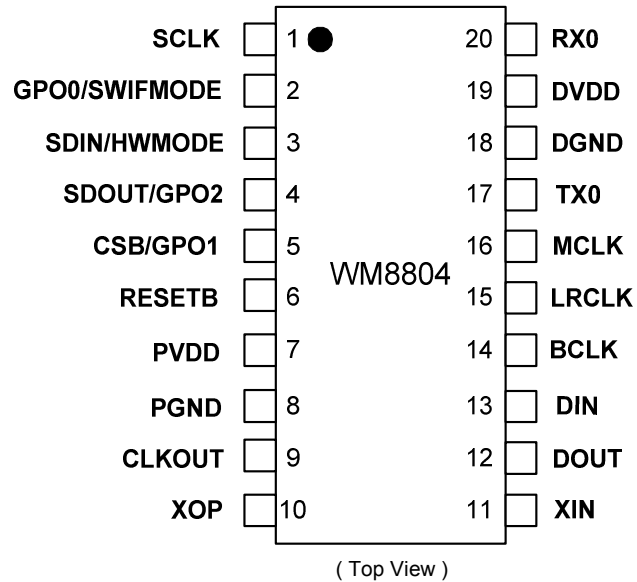 SCLK 1 20 RX0
GPO0/SWIFMODE 2 19 DVDD
SDIN/HWMODE 3 18 DGND
SDOUT/GPO2 4 17 TX0
CSB/GPO1 5 16 MCLK
WM8804
RESETB 6 15 LRCLK
PVDD 7 14 BCLK
PGND 8 13 DIN
CLKOUT 9 12 DOUT
XOP 10 11 XIN
( Top View )